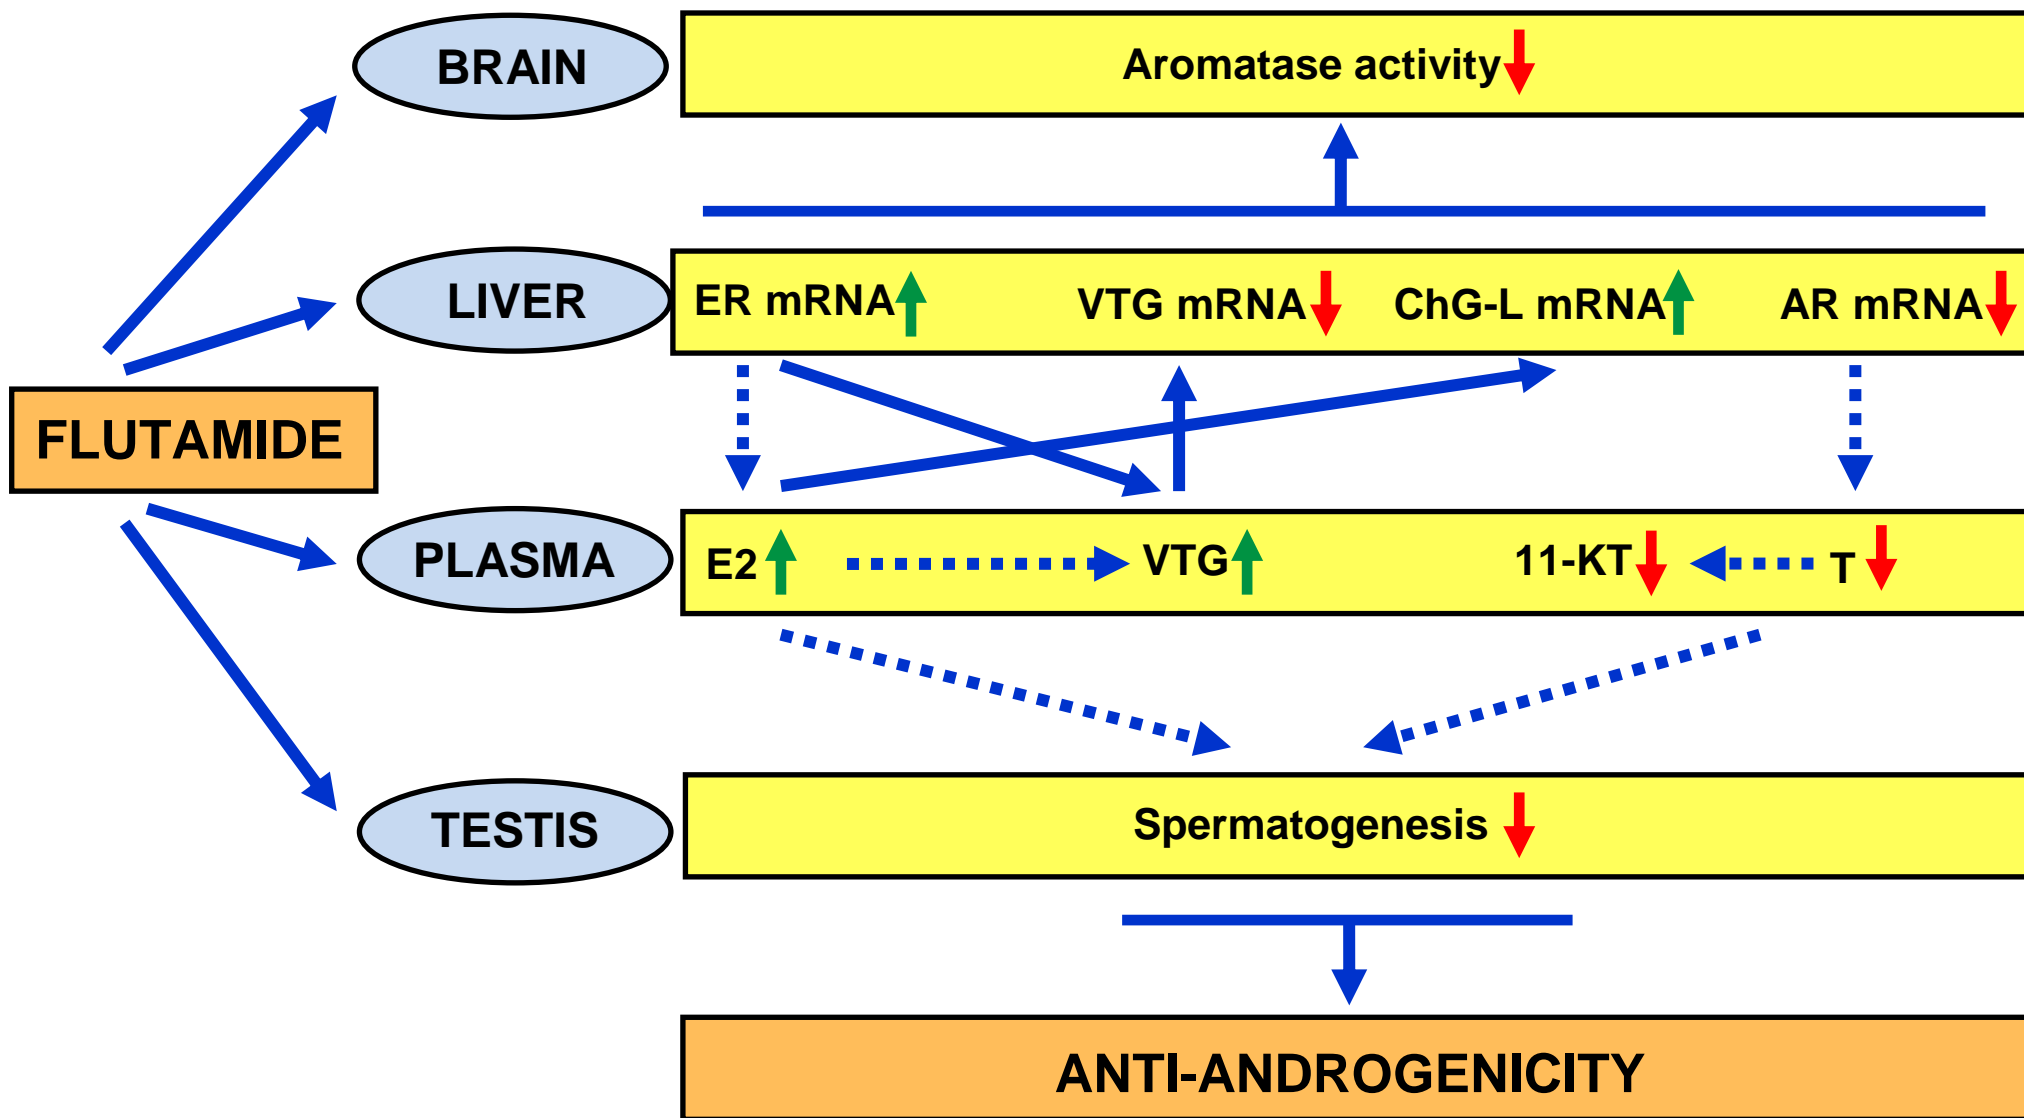 BRAIN
Aromatase activity
LIVER
ER mRNA
VTG mRNA
ChG-L mRNA
AR mRNA
FLUTAMIDE
PLASMA
E2
VTG
11-KT
T
TESTIS
Spermatogenesis
ANTI-ANDROGENICITY